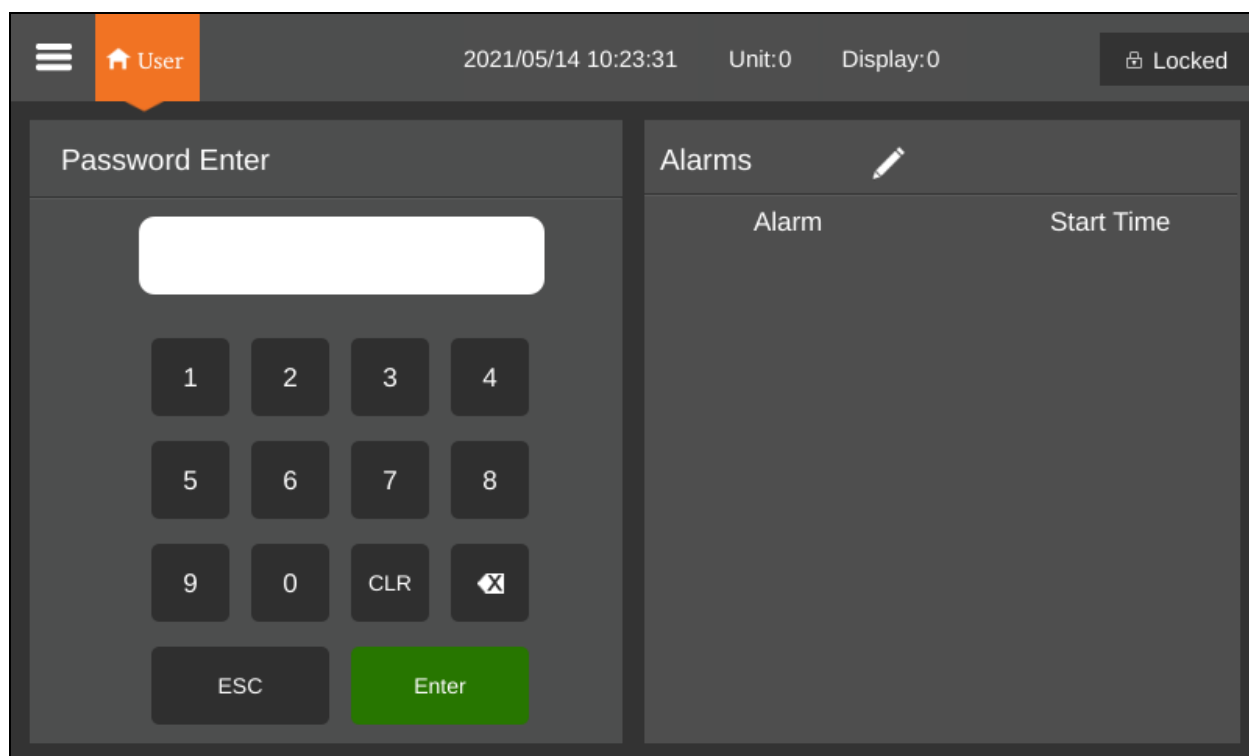 User
2021/05/14 10:23:31 Unit:0 Display:0
Locked
Password Enter
1 2 3 4
5 6 7 8
9 0 CLR X
ESC Enter
Alarms
Alarm Start Time